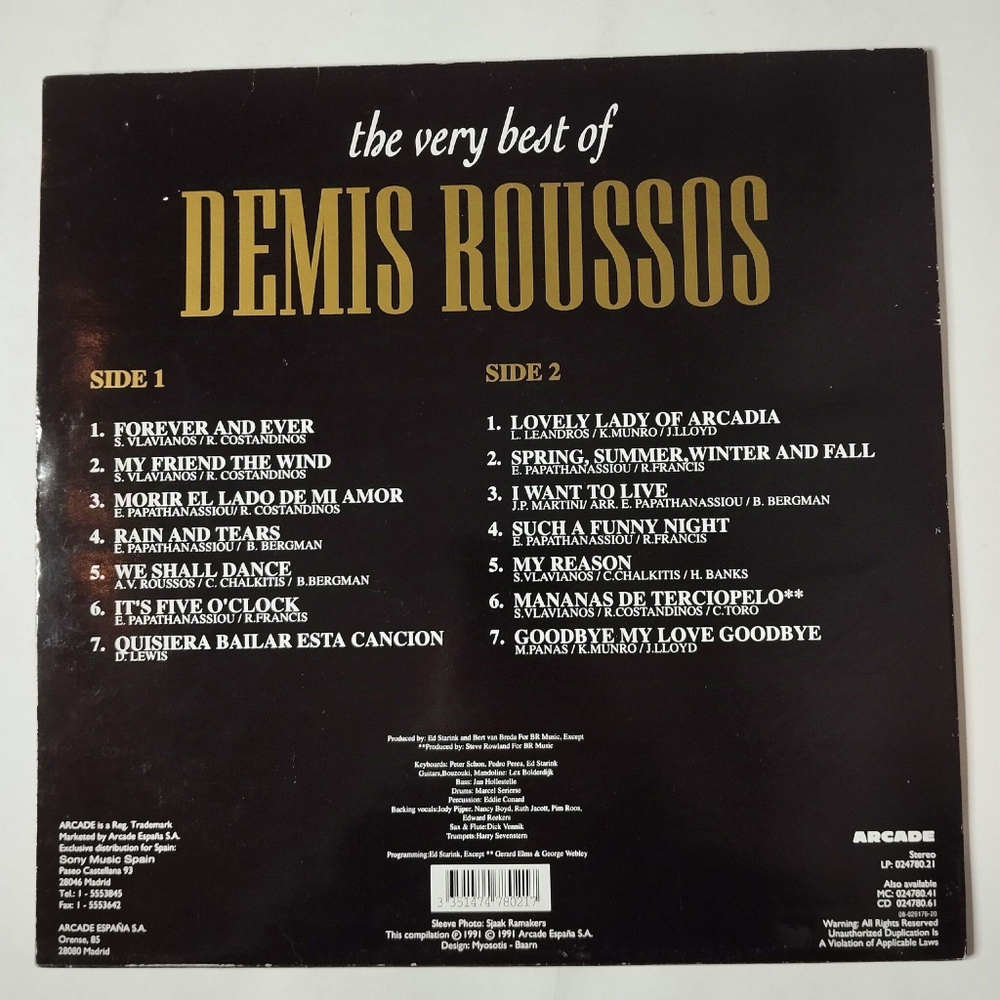 the very best of
DEMIS ROUSSOS
SIDE 1
1. FOREVER AND EVER
S. VLAVIANOS / R. COSTANDINOS
2. MY FRIEND THE WIND
S. VLAVIANOS / R. COSTANDINOS
3. MORIR EL LADO DE MI AMOR
E. PAPATHANASSIOU/ R. COSTANDINOS
4. RAIN AND TEARS
E. PAPATHANASSIOU / B. BERGMAN
5. WE SHALL DANCE
A.V. ROUSSOS / C. CHALKITIS / B.BERGMAN
6. IT'S FIVE O'CLOCK
E. PAPATHANASSIOU / R.FRANCIS
7. QUISIERA BAILAR ESTA CANCION
D. LEWIS
SIDE 2
1. LOVELY LADY OF ARCADIA
L. LEANDROS / K.MUNRO / J.LLOYD
2. SPRING, SUMMER,WINTER AND FALL
E. PAPATHANASSIOU / R.FRANCIS
3. I WANT TO LIVE
J.P. MARTINI/ ARR. E. PAPATHANASSIOU / B. BERGMAN
4. SUCH A FUNNY NIGHT
E. PAPATHANASSIOU / R.FRANCIS
5. MY REASON
S.VLAVIANOS / C.CHALKITIS / H. BANKS
6. MANANAS DE TERCIOPELO**
S.VLAVIANOS / R.COSTANDINOS / C.TORO
7. GOODBYE MY LOVE GOODBYE
M.PANAS / K.MUNRO / J.LLOYD
Produced by: Ed Starink and Bert van Breda For BR Music, Except
**Produced by: Steve Rowland For BR Music
Keyboards: Peter Schon, Pedro Perea, Ed Starink
Guitars,Bouzouki, Mandoline: Lex Bolderdijk
Bass: Jan Hollestelle
Drums: Marcel Serierse
Percussion: Eddie Conard
Backing vocals:Jody Pijper, Nancy Boyd, Ruth Jacott, Pim Roos,
Edward Reekers
Sax & Flute:Dick Vennik
Trumpets:Harry Sevenstern
Programming:Ed Starink, Except ** Gerard Elms & George Webley
3 351474 780217
Sleeve Photo: Sjaak Ramakers
This compilation ℗ 1991 © 1991 Arcade España S.A.
Design: Myosotis - Baarn
ARCADE is a Reg. Trademark
Marketed by Arcade España S.A.
Exclusive distribution for Spain:
Sony Music Spain
Paseo Castellana 93
28046 Madrid
Tel.: 1 - 5553845
Fax: 1 - 5553642
ARCADE ESPAÑA S.A.
Orense, 85
28080 Madrid
ARCADE
Stereo
LP: 024780.21
Also available
MC: 024780.41
CD 024780.61
08-026176-20
Warning: All Rights Reserved
Unauthorized Duplication Is
A Violation of Applicable Laws